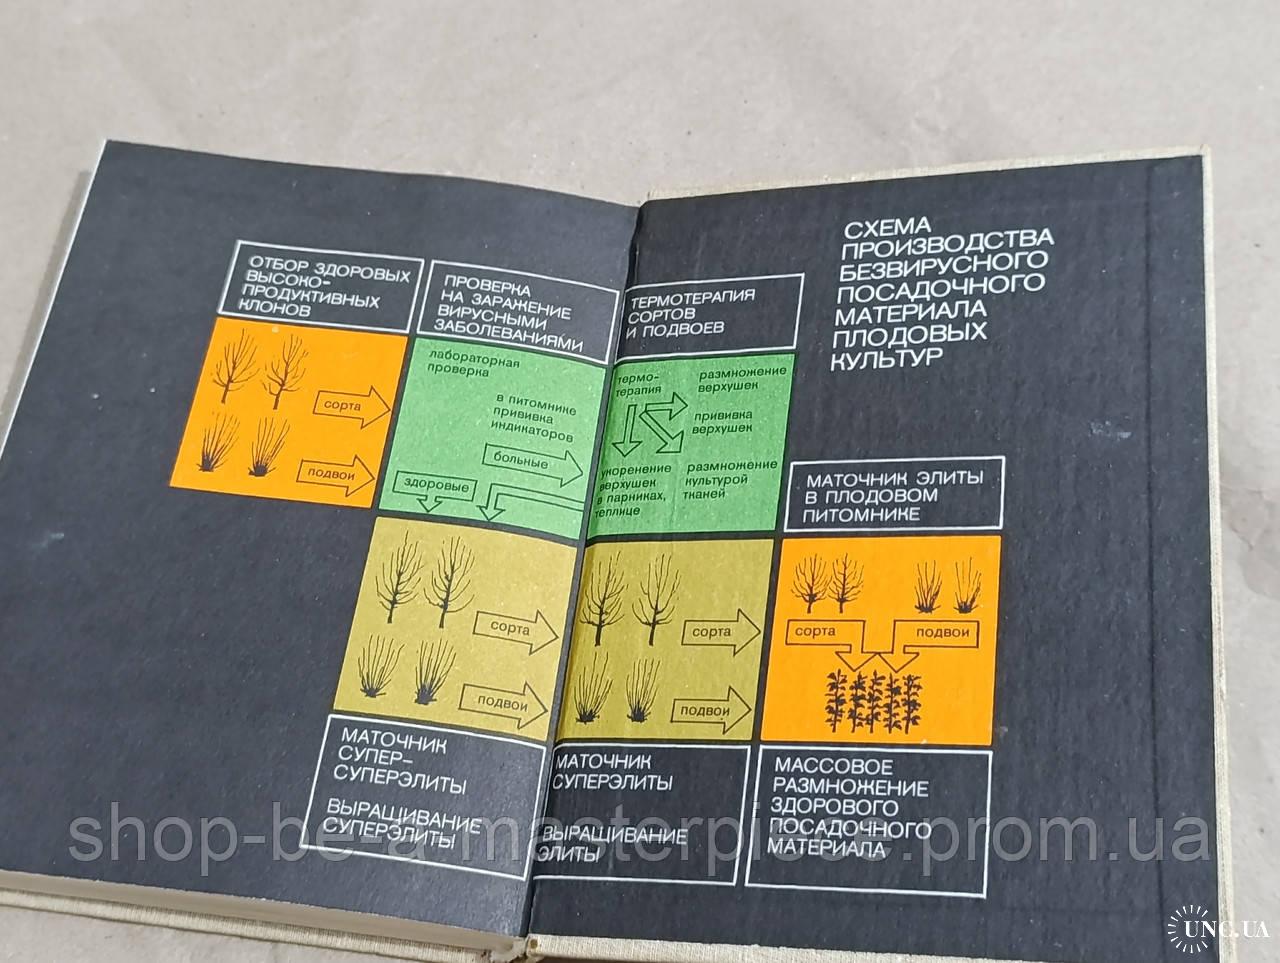 СХЕМА
ПРОИЗВОДСТВА
БЕЗВИРУСНОГО
ПОСАДОЧНОГО
МАТЕРИАЛА
ПЛОДОВЫХ
КУЛЬТУР
ОТБОР ЗДОРОВЫХ
ВЫСОКО-
ПРОДУКТИВНЫХ
КЛОНОВ
сорта
подвои
ПРОВЕРКА
НА ЗАРАЖЕНИЕ
ВИРУСНЫМИ
ЗАБОЛЕВАНИЯМИ
лабораторная
проверка
в питомнике
прививка
индикаторов
больные
здоровые
ТЕРМОТЕРАПИЯ
СОРТОВ
И ПОДВОЕВ
термо-
терапия
размножение
верхушек
прививка
верхушек
укоренение
верхушек
в парниках,
теплице
размножение
культурой
тканей
сорта
подвои
МАТОЧНИК
СУПЕР-
СУПЕРЭЛИТЫ
ВЫРАЩИВАНИЕ
СУПЕРЭЛИТЫ
сорта
подвои
МАТОЧНИК
СУПЕРЭЛИТЫ
ВЫРАЩИВАНИЕ
ЭЛИТЫ
МАТОЧНИК ЭЛИТЫ
В ПЛОДОВОМ
ПИТОМНИКЕ
сорта
подвои
МАССОВОЕ
РАЗМНОЖЕНИЕ
ЗДОРОВОГО
ПОСАДОЧНОГО
МАТЕРИАЛА
shop-be-a-masterpiece.prom.ua
UNC.UA